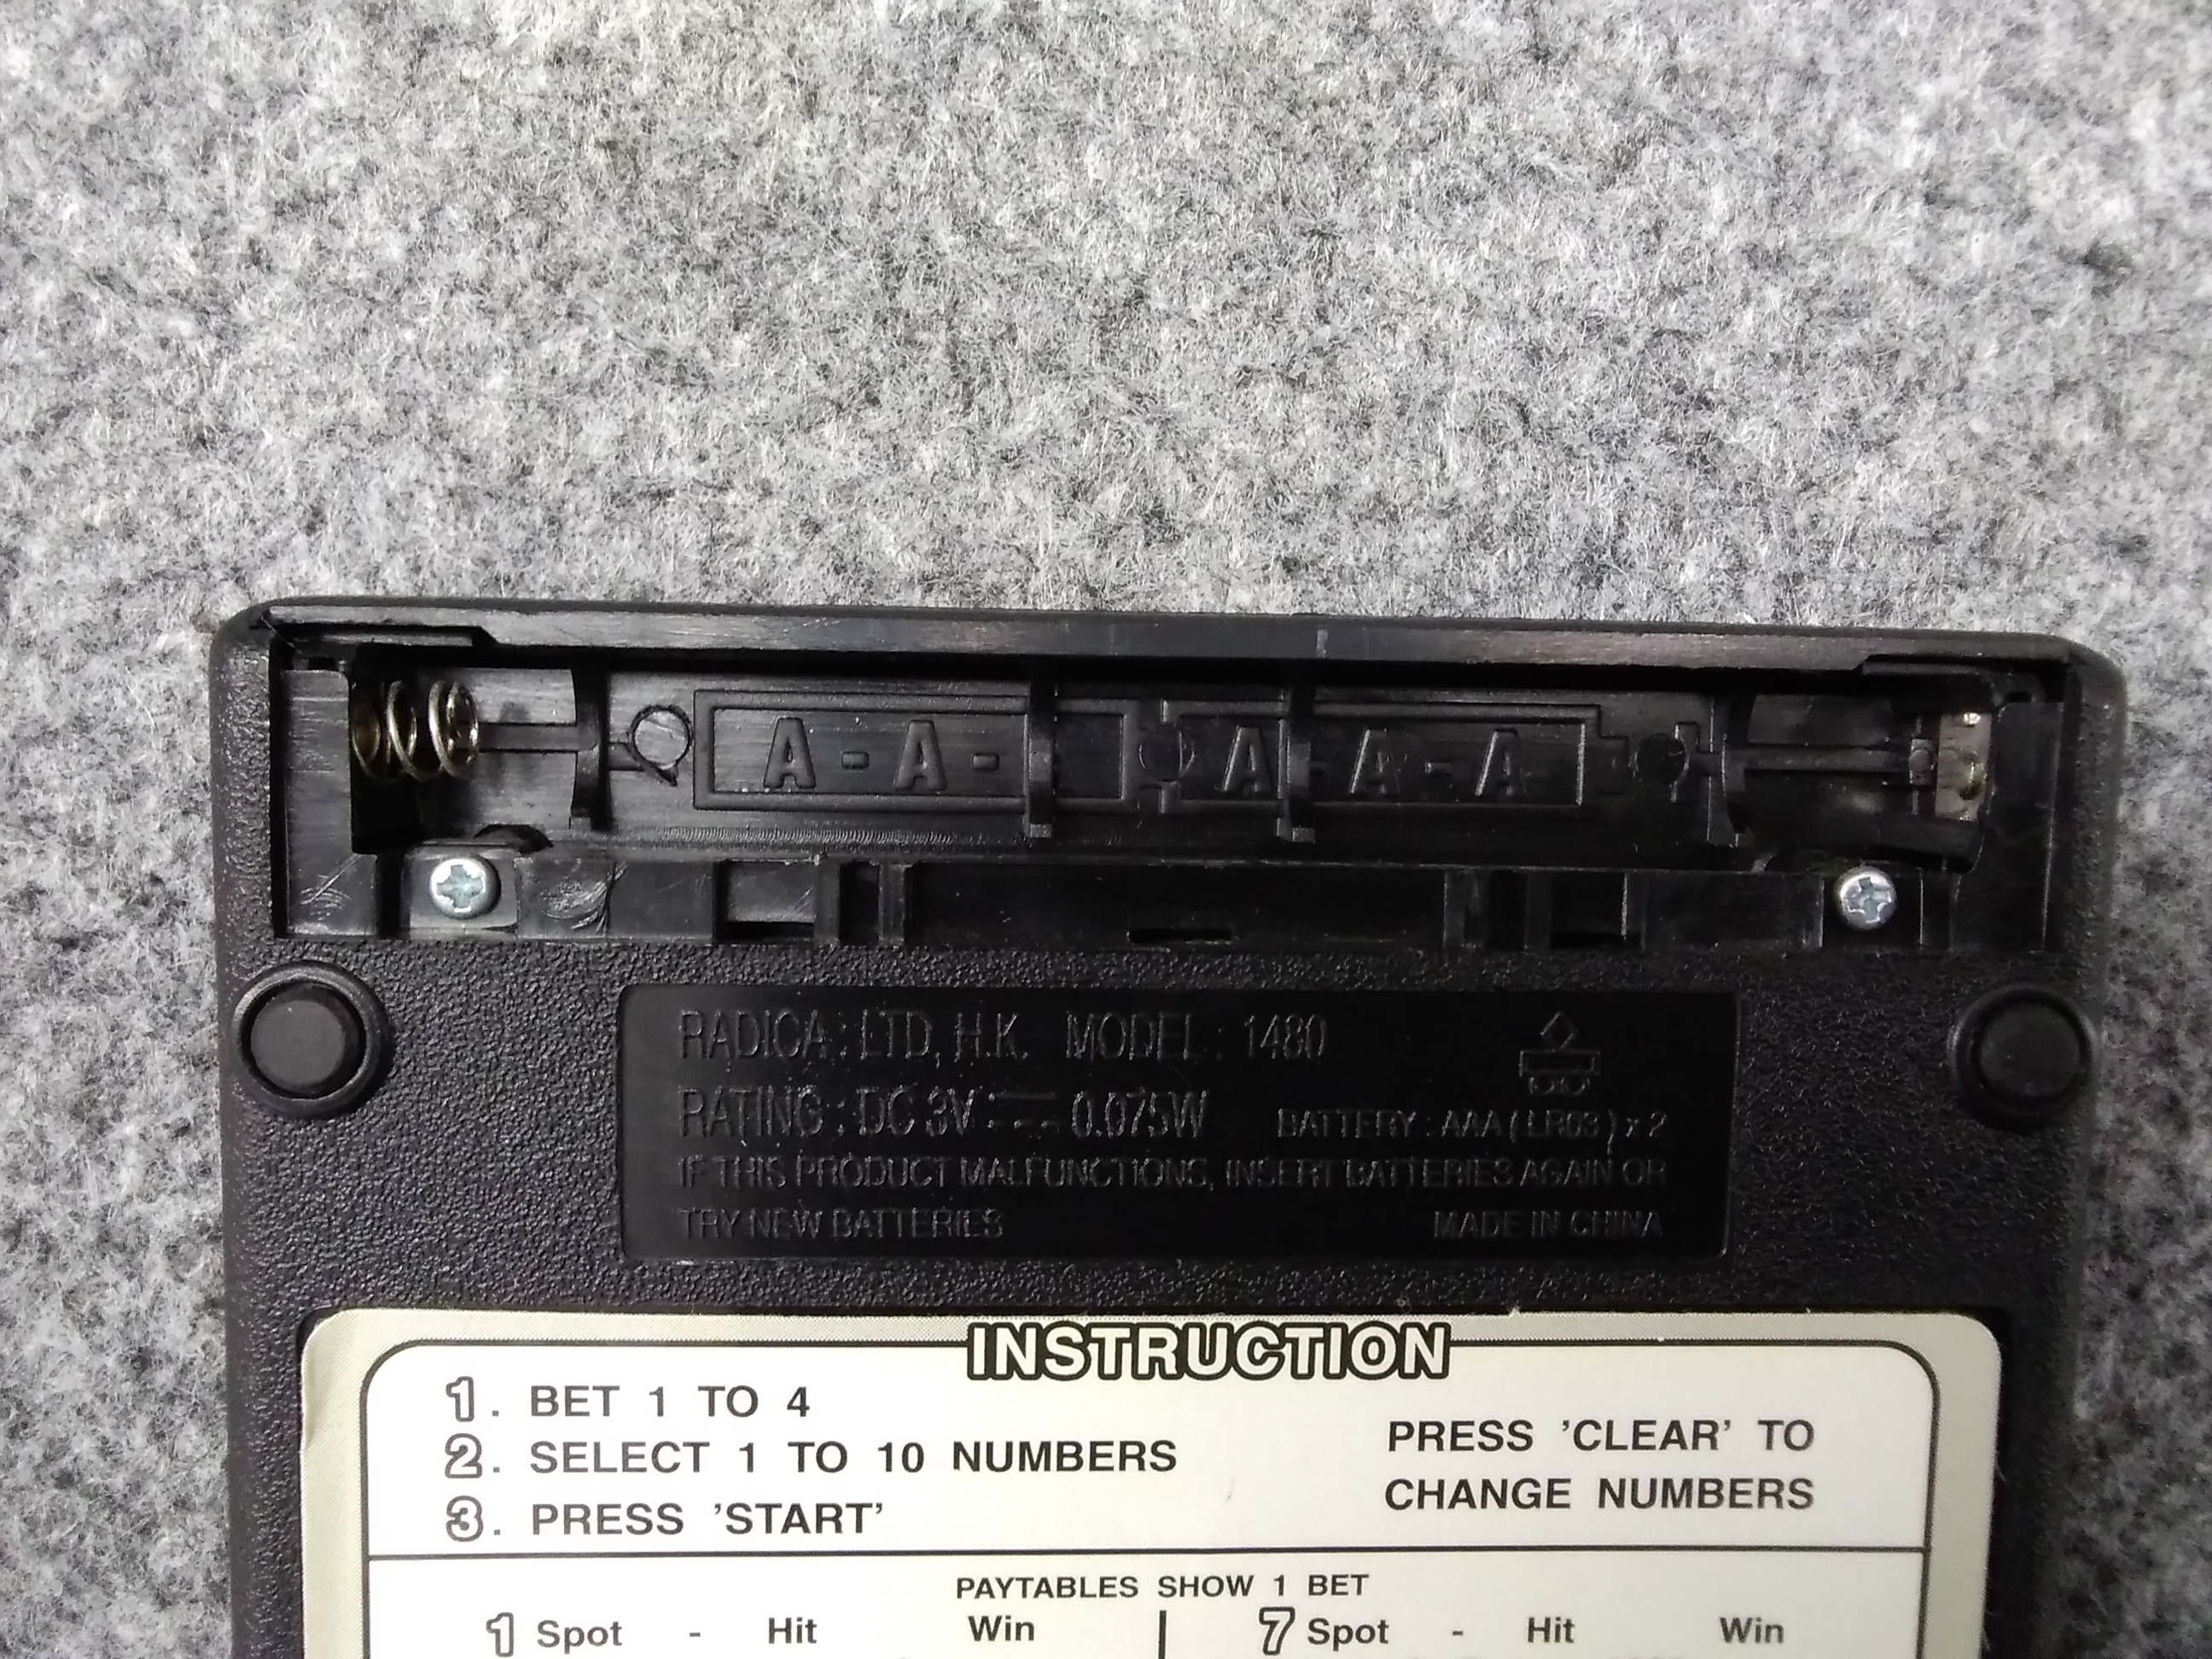 A - A - A - A - A
RADICA : LTD, H.K. MODEL : 1480
RATING : DC 3V 0.075W BATTERY : AAA ( LR03 ) x 2
IF THIS PRODUCT MALFUNCTIONS, INSERT BATTERIES AGAIN OR
TRY NEW BATTERIES MADE IN CHINA
INSTRUCTION
1. BET 1 TO 4
2. SELECT 1 TO 10 NUMBERS
3. PRESS 'START'
PRESS 'CLEAR' TO
CHANGE NUMBERS
PAYTABLES SHOW 1 BET
1 Spot - Hit Win
7 Spot - Hit Win